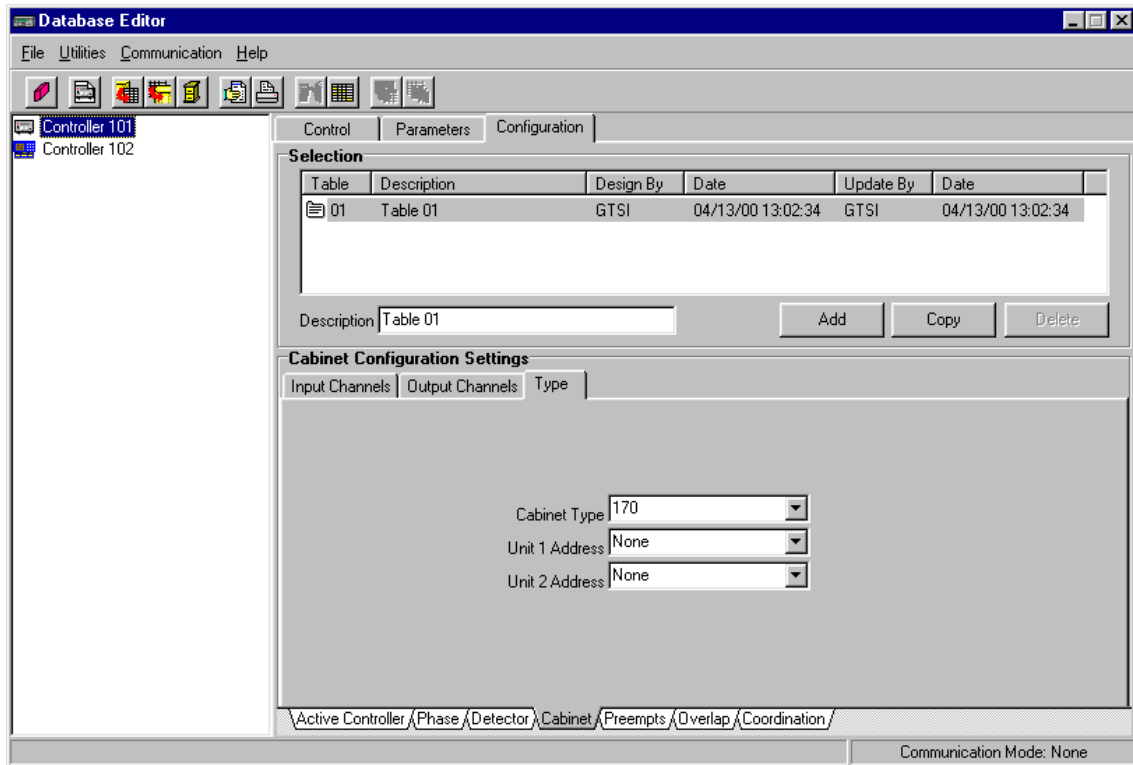 Database Editor
File Utilities Communication Help
Controller 101
Controller 102
Control Parameters Configuration
Selection
Table Description Design By Date Update By Date
01 Table 01 GTSI 04/13/00 13:02:34 GTSI 04/13/00 13:02:34
Description Table 01 Add Copy Delete
Cabinet Configuration Settings
Input Channels Output Channels Type
Cabinet Type 170
Unit 1 Address None
Unit 2 Address None
Active Controller Phase Detector Cabinet Preempts Overlap Coordination
Communication Mode: None